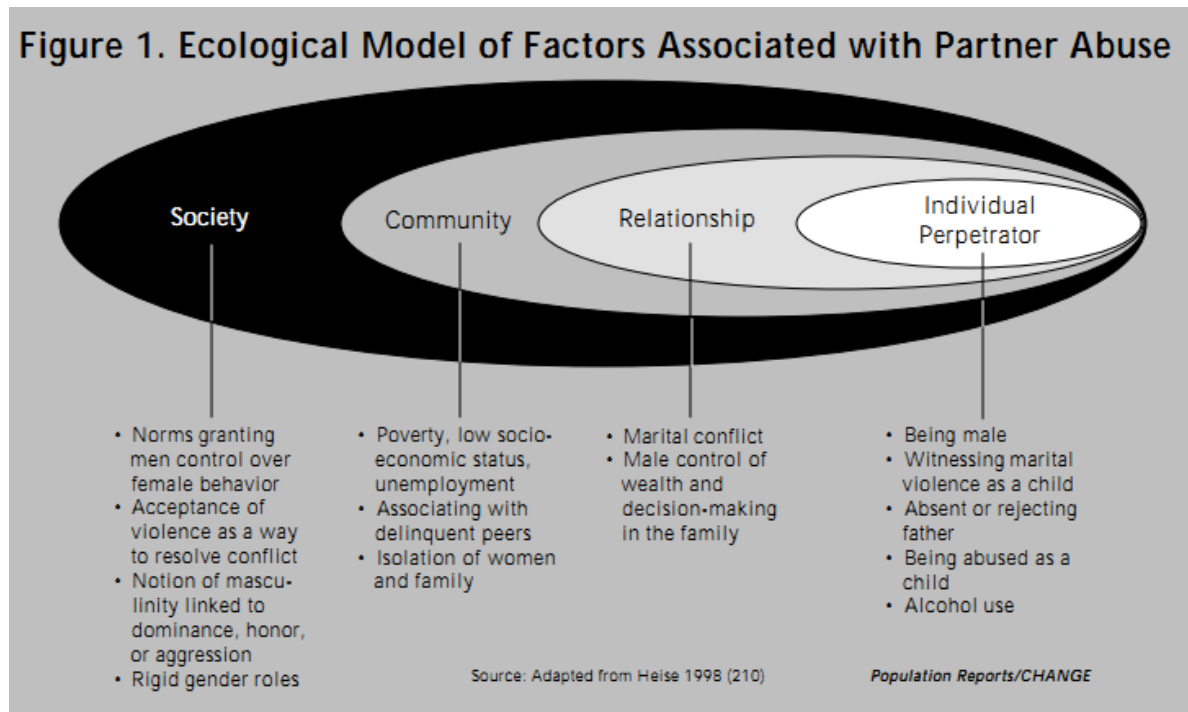 Figure 1. Ecological Model of Factors Associated with Partner Abuse
Society
Community
Relationship
Individual
Perpetrator
• Norms granting
men control over
female behavior
• Acceptance of
violence as a way
to resolve conflict
• Notion of mascu-
linity linked to
dominance, honor,
or aggression
• Rigid gender roles
• Poverty, low socio-
economic status,
unemployment
• Associating with
delinquent peers
• Isolation of women
and family
• Marital conflict
• Male control of
wealth and
decision-making
in the family
• Being male
• Witnessing marital
violence as a child
• Absent or rejecting
father
• Being abused as a
child
• Alcohol use
Source: Adapted from Heise 1998 (210)
Population Reports/CHANGE